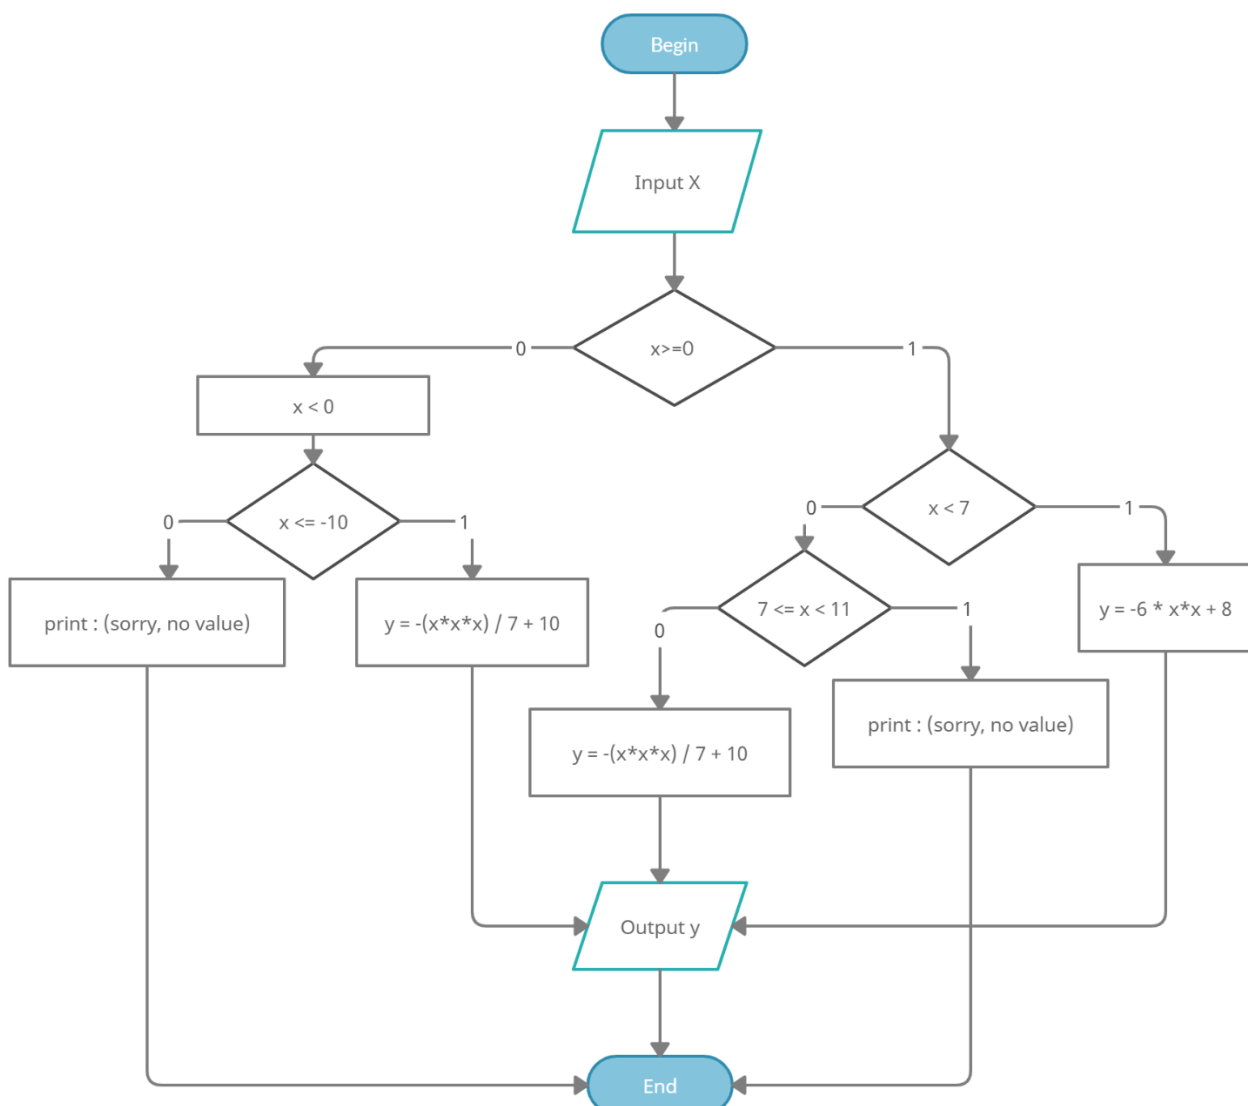 Begin
Input X
x>=0
0
1
x < 0
x <= -10
0
1
x < 7
0
1
print : (sorry, no value)
y = -(x*x*x) / 7 + 10
7 <= x < 11
0
1
y = -6 * x*x + 8
y = -(x*x*x) / 7 + 10
print : (sorry, no value)
Output y
End